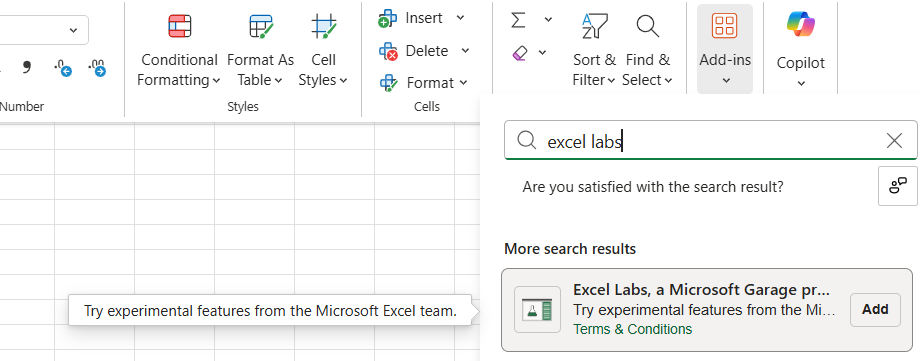 Insert
Delete
Format
Conditional
Formatting
Format As
Table
Cell
Styles
Sort &
Filter
Find &
Select
Add-ins
Copilot
Number
Styles
Cells
excel labs
Are you satisfied with the search result?
More search results
Excel Labs, a Microsoft Garage pr...
Try experimental features from the Mi...
Terms & Conditions
Add
Try experimental features from the Microsoft Excel team.